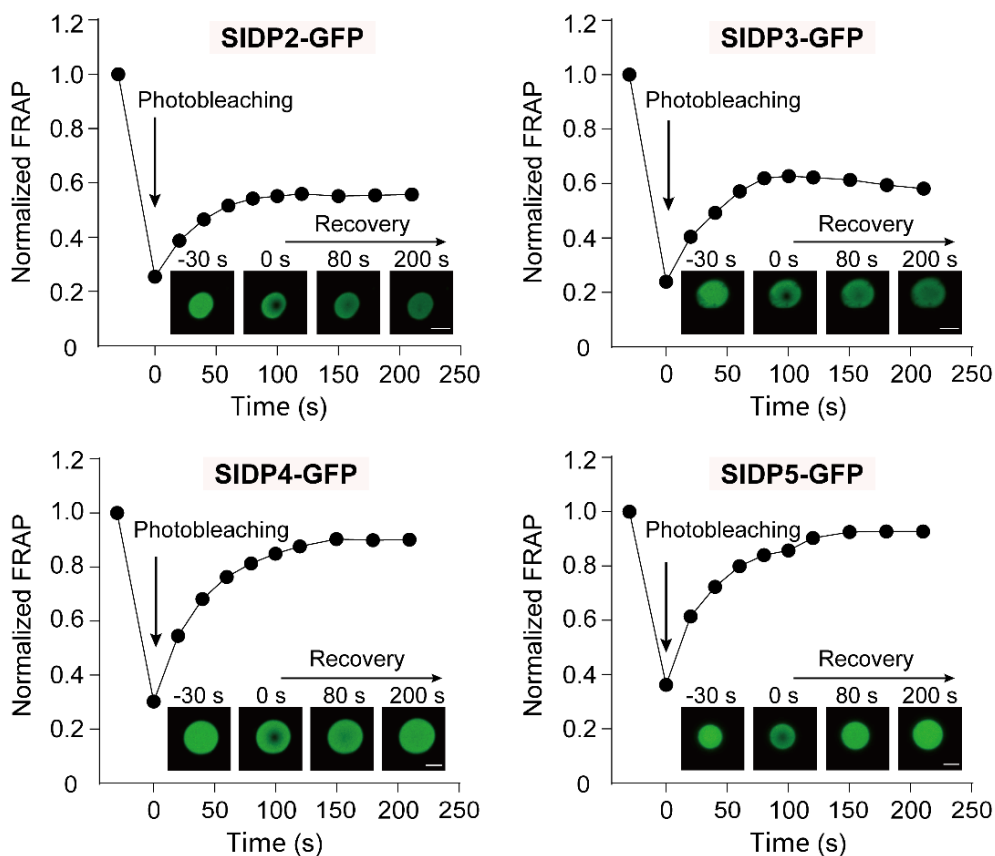 SIDP2-GFP
Normalized FRAP
1.2
1.0
0.8
0.6
0.4
0.2
0
Photobleaching
Recovery
-30 s 0 s 80 s 200 s
0 50 100 150 200 250
Time (s)
SIDP3-GFP
Normalized FRAP
1.2
1.0
0.8
0.6
0.4
0.2
0
Photobleaching
Recovery
-30 s 0 s 80 s 200 s
0 50 100 150 200 250
Time (s)
SIDP4-GFP
Normalized FRAP
1.2
1.0
0.8
0.6
0.4
0.2
0
Photobleaching
Recovery
-30 s 0 s 80 s 200 s
0 50 100 150 200 250
Time (s)
SIDP5-GFP
Normalized FRAP
1.2
1.0
0.8
0.6
0.4
0.2
0
Photobleaching
Recovery
-30 s 0 s 80 s 200 s
0 50 100 150 200 250
Time (s)